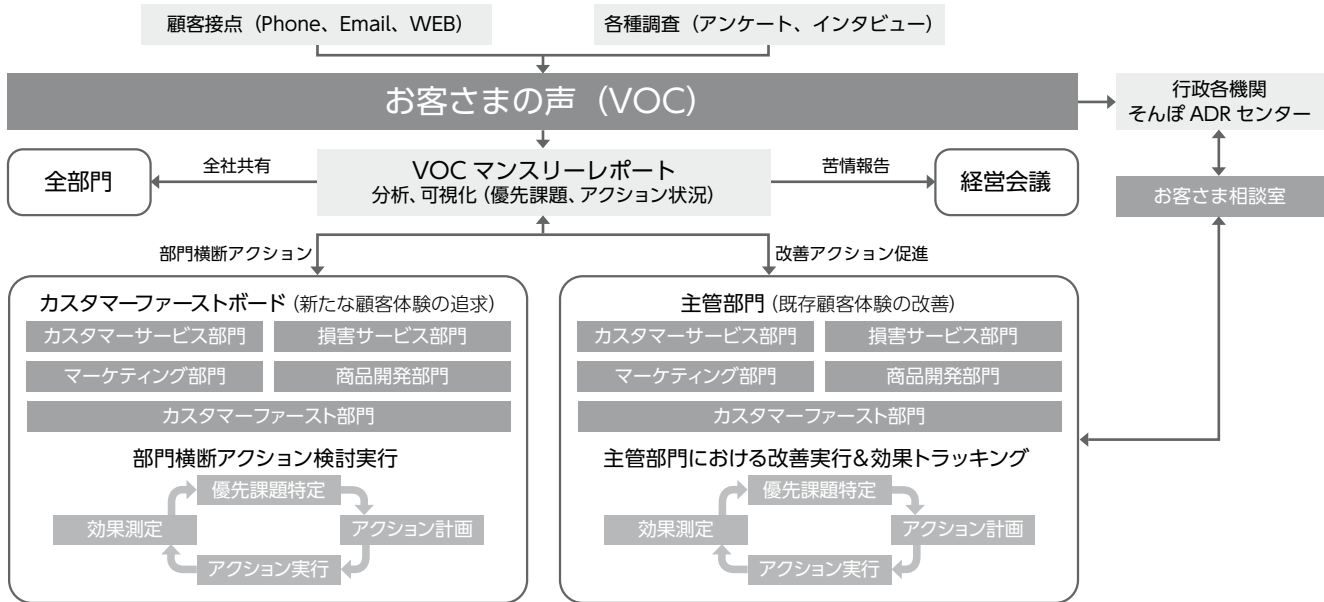 顧客接点（Phone、Email、WEB）
各種調査（アンケート、インタビュー）
お客さまの声（VOC）
行政各機関
そんぽ ADR センター
全部門
全社共有
VOC マンスリーレポート
分析、可視化（優先課題、アクション状況）
苦情報告
経営会議
お客さま相談室
部門横断アクション
改善アクション促進
カスタマーファーストボード（新たな顧客体験の追求）
カスタマーサービス部門
損害サービス部門
マーケティング部門
商品開発部門
カスタマーファースト部門
部門横断アクション検討実行
優先課題特定
効果測定
アクション計画
アクション実行
主管部門（既存顧客体験の改善）
カスタマーサービス部門
損害サービス部門
マーケティング部門
商品開発部門
カスタマーファースト部門
主管部門における改善実行&効果トラッキング
優先課題特定
効果測定
アクション計画
アクション実行